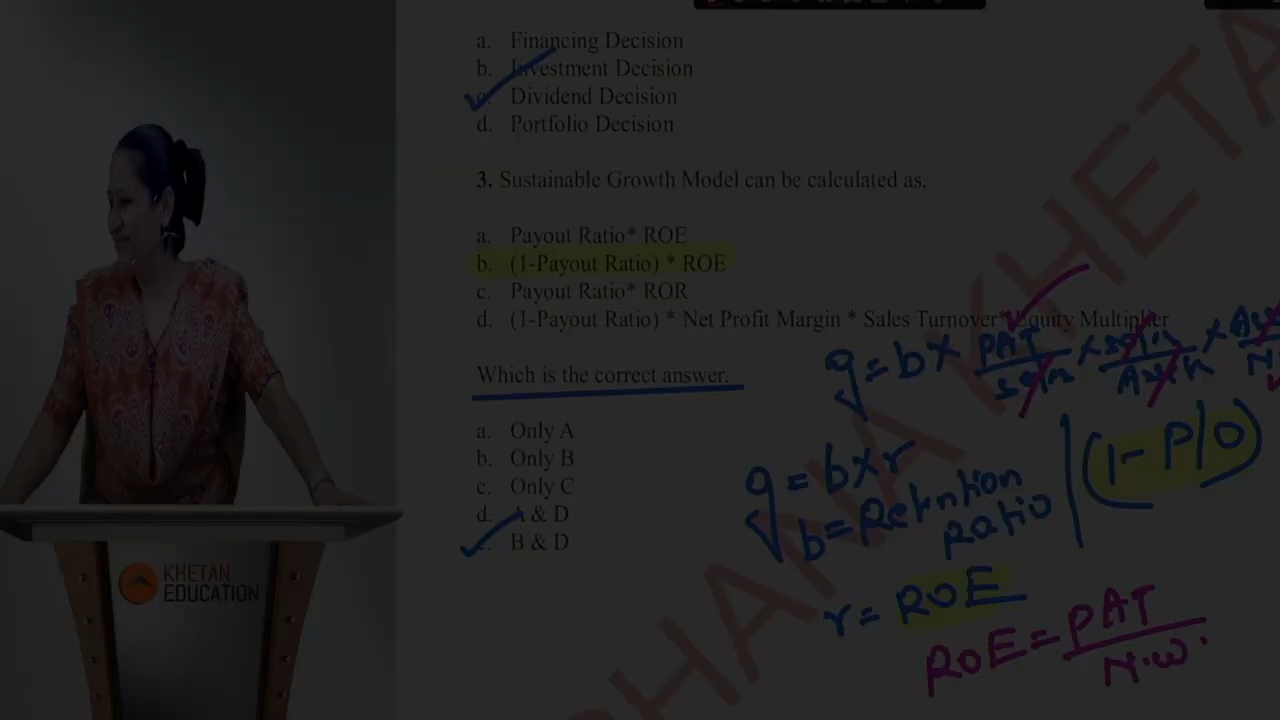 a. Financing Decision
b. Investment Decision
c. Dividend Decision
d. Portfolio Decision
3. Sustainable Growth Model can be calculated as,
a. Payout Ratio* ROE
b. (1-Payout Ratio) * ROE
c. Payout Ratio* ROR
d. (1-Payout Ratio) * Net Profit Margin * Sales Turnover* Equity Multiplier
g = b x PAT / Sales x Sales / Assets x
Which is the correct answer.
a. Only A
b. Only B
c. Only C
d. A & D
B & D
g = b x r
b = Retention Ratio | (1 - P/O)
r = ROE
ROE = PAT / N.W.
KHETAN
EDUCATION
KHETA